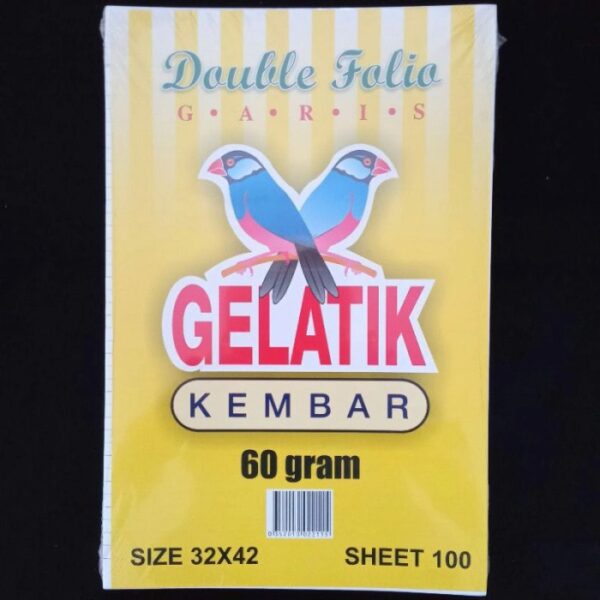 Double Folio
G • A • R • I • S
GELATIK
KEMBAR
60 gram
SIZE 32X42 SHEET 100